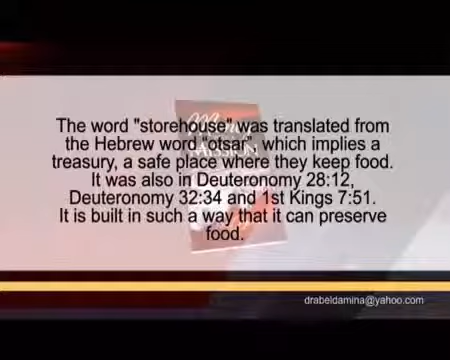 The word "storehouse" was translated from
the Hebrew word "otsar", which implies a
treasury, a safe place where they keep food.
It was also in Deuteronomy 28:12,
Deuteronomy 32:34 and 1st Kings 7:51.
It is built in such a way that it can preserve
food.
drabeldamina@yahoo.com